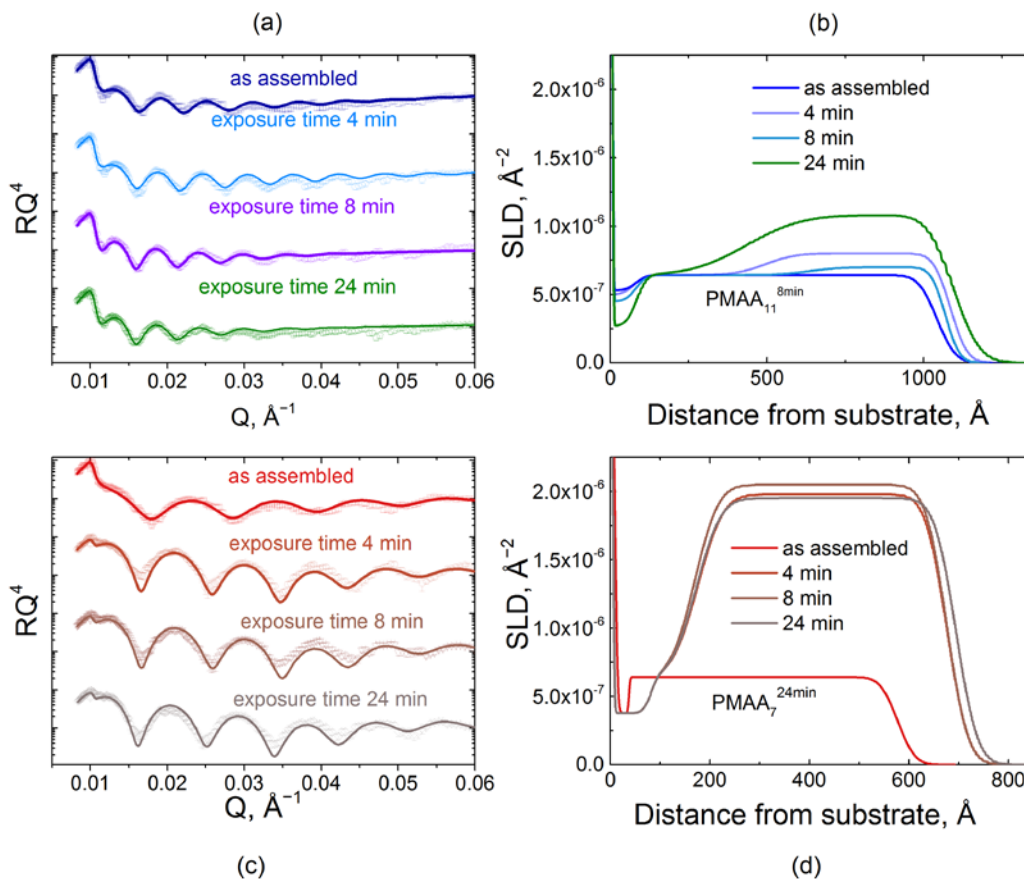 (a)
as assembled
exposure time 4 min
exposure time 8 min
exposure time 24 min
RQ⁴
0.01 0.02 0.03 0.04 0.05 0.06
Q, Å⁻¹
(b)
as assembled
4 min
8 min
24 min
PMAA₁₁⁸ᵐⁱⁿ
SLD, Å⁻²
2.0x10⁻⁶
1.5x10⁻⁶
1.0x10⁻⁶
5.0x10⁻⁷
0.0
0 500 1000
Distance from substrate, Å
as assembled
exposure time 4 min
exposure time 8 min
exposure time 24 min
RQ⁴
0.01 0.02 0.03 0.04 0.05 0.06
Q, Å⁻¹
(c)
as assembled
4 min
8 min
24 min
PMAA₇²⁴ᵐⁱⁿ
SLD, Å⁻²
2.0x10⁻⁶
1.5x10⁻⁶
1.0x10⁻⁶
5.0x10⁻⁷
0.0
0 200 400 600 800
Distance from substrate, Å
(d)